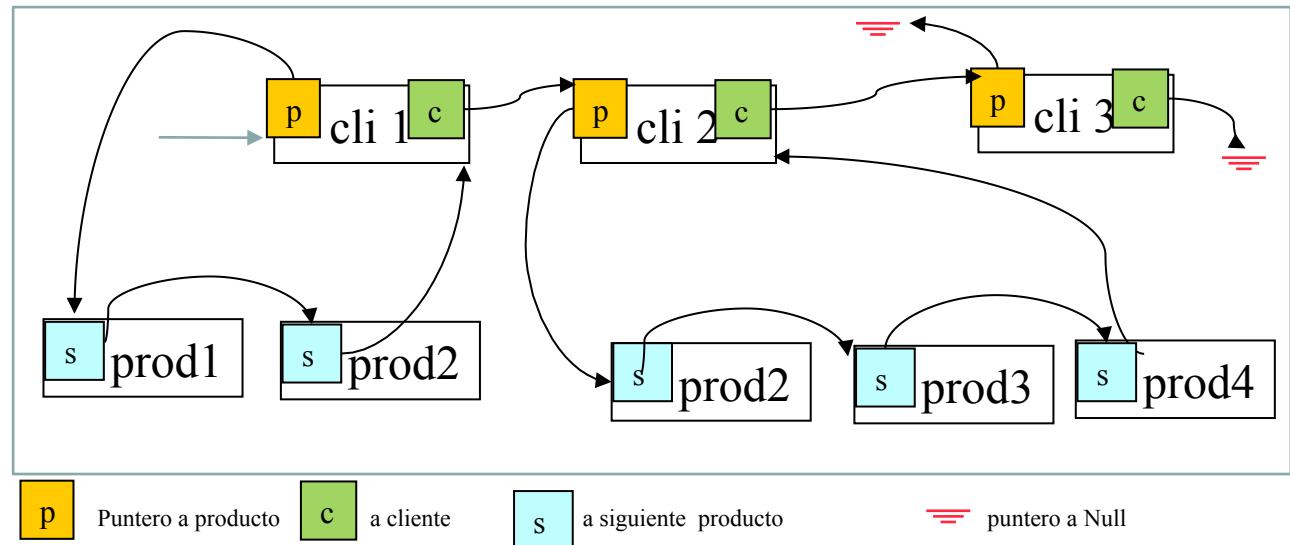 p cli 1 c
p cli 2 c
p cli 3 c
s prod1
s prod2
s prod2
s prod3
s prod4
p Puntero a producto
c a cliente
s a siguiente producto
puntero a Null